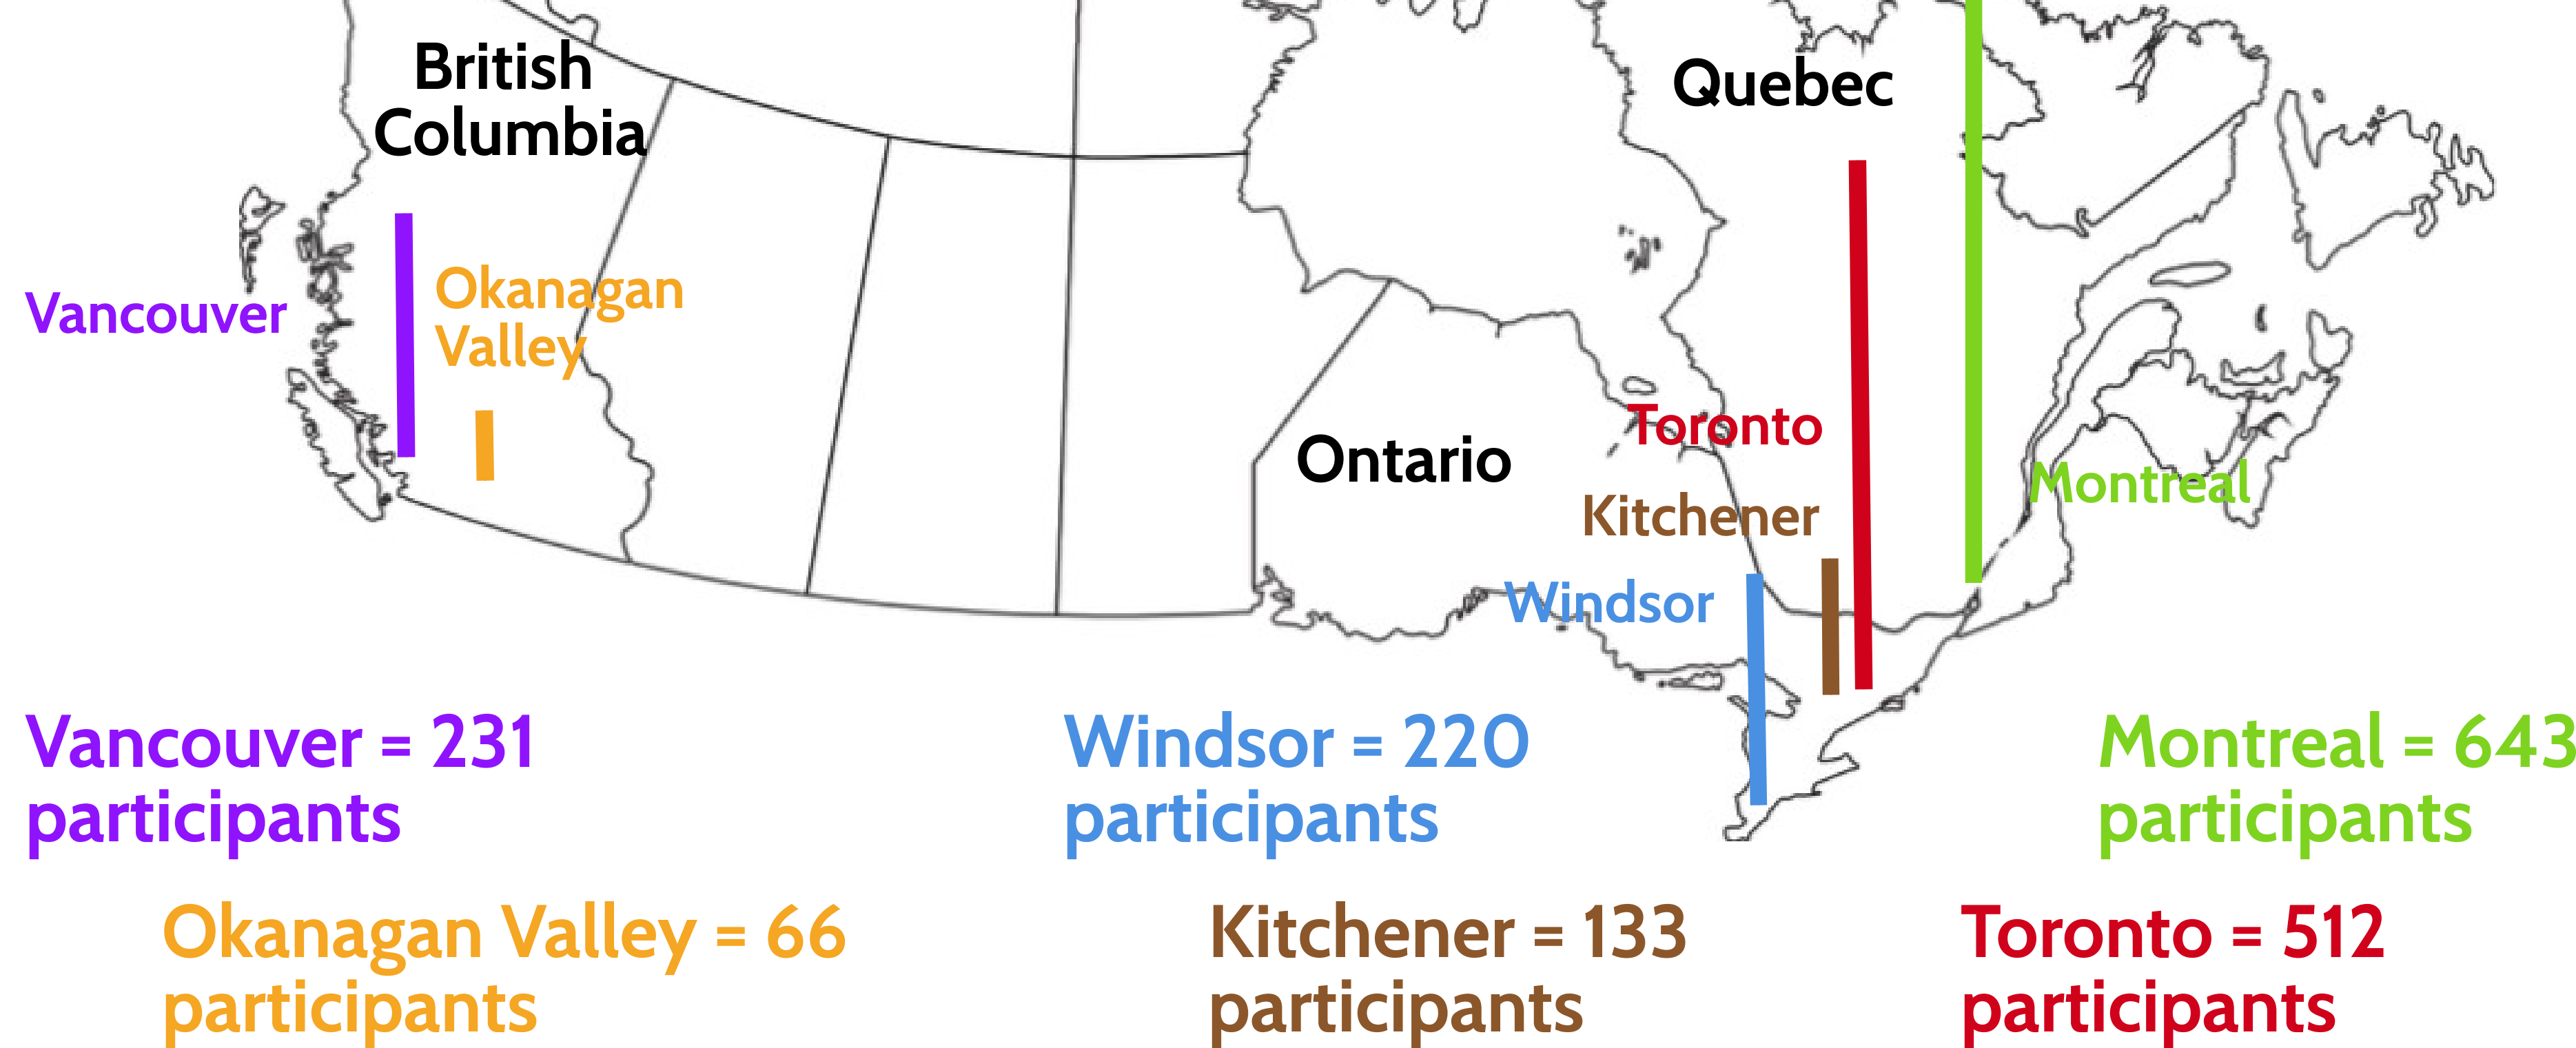 British
Columbia
Quebec
Vancouver
Okanagan
Valley
Ontario
Toronto
Montreal
Kitchener
Windsor
Vancouver = 231
participants
Windsor = 220
participants
Montreal = 643
participants
Okanagan Valley = 66
participants
Kitchener = 133
participants
Toronto = 512
participants